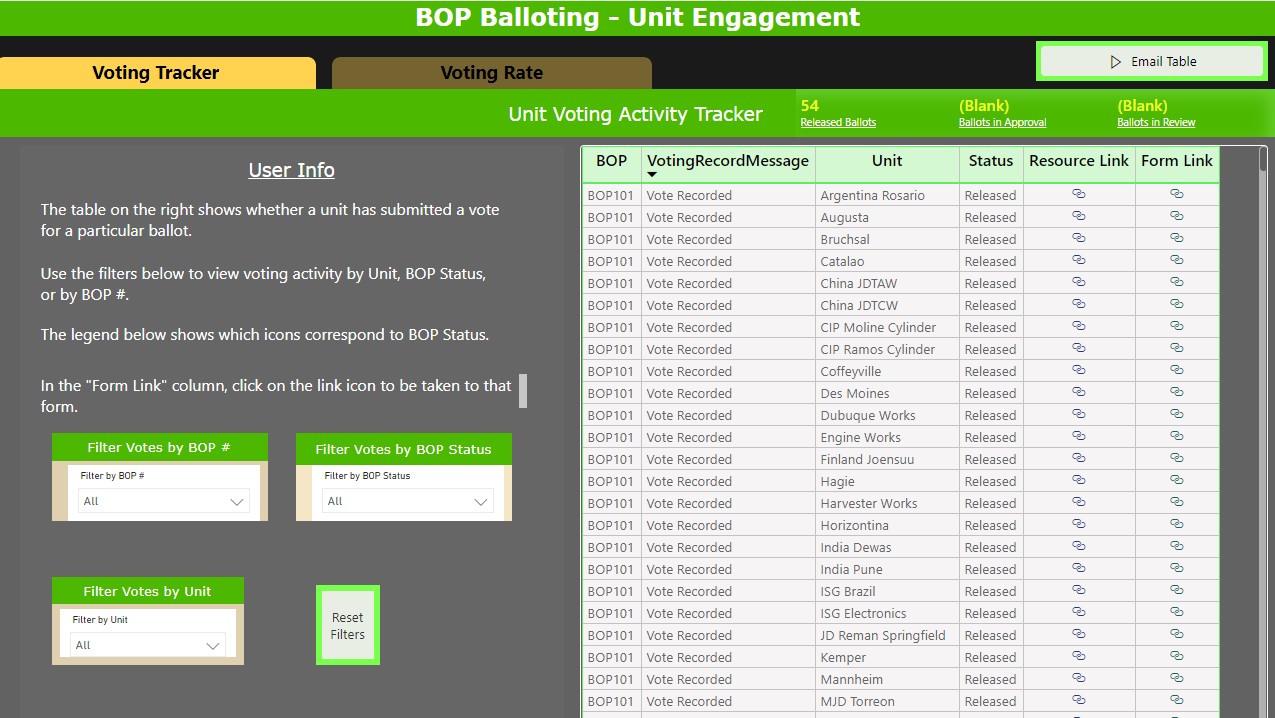 BOP Balloting - Unit Engagement
Voting Tracker
Voting Rate
Email Table
Unit Voting Activity Tracker
54
Released Ballots
(Blank)
Ballots in Approval
(Blank)
Ballots in Review
User Info
The table on the right shows whether a unit has submitted a vote
for a particular ballot.
Use the filters below to view voting activity by Unit, BOP Status,
or by BOP #.
The legend below shows which icons correspond to BOP Status.
In the "Form Link" column, click on the link icon to be taken to that
form.
Filter Votes by BOP #
Filter by BOP #
All
Filter Votes by BOP Status
Filter by BOP Status
All
Filter Votes by Unit
Filter by Unit
All
Reset
Filters
BOP VotingRecordMessage Unit Status Resource Link Form Link
BOP101 Vote Recorded Argentina Rosario Released
BOP101 Vote Recorded Augusta Released
BOP101 Vote Recorded Bruchsal Released
BOP101 Vote Recorded Catalao Released
BOP101 Vote Recorded China JDTAW Released
BOP101 Vote Recorded China JDTCW Released
BOP101 Vote Recorded CIP Moline Cylinder Released
BOP101 Vote Recorded CIP Ramos Cylinder Released
BOP101 Vote Recorded Coffeyville Released
BOP101 Vote Recorded Des Moines Released
BOP101 Vote Recorded Dubuque Works Released
BOP101 Vote Recorded Engine Works Released
BOP101 Vote Recorded Finland Joensuu Released
BOP101 Vote Recorded Hagie Released
BOP101 Vote Recorded Harvester Works Released
BOP101 Vote Recorded Horizontina Released
BOP101 Vote Recorded India Dewas Released
BOP101 Vote Recorded India Pune Released
BOP101 Vote Recorded ISG Brazil Released
BOP101 Vote Recorded ISG Electronics Released
BOP101 Vote Recorded JD Reman Springfield Released
BOP101 Vote Recorded Kemper Released
BOP101 Vote Recorded Mannheim Released
BOP101 Vote Recorded MJD Torreon Released